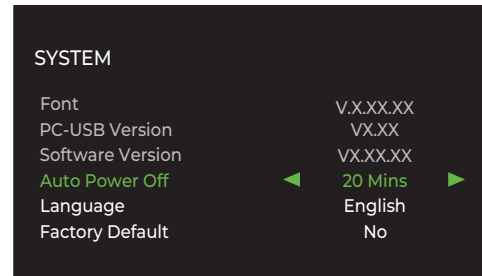 SYSTEM
Font V.X.XX.XX
PC-USB Version VX.XX
Software Version VX.XX.XX
Auto Power Off 20 Mins
Language English
Factory Default No